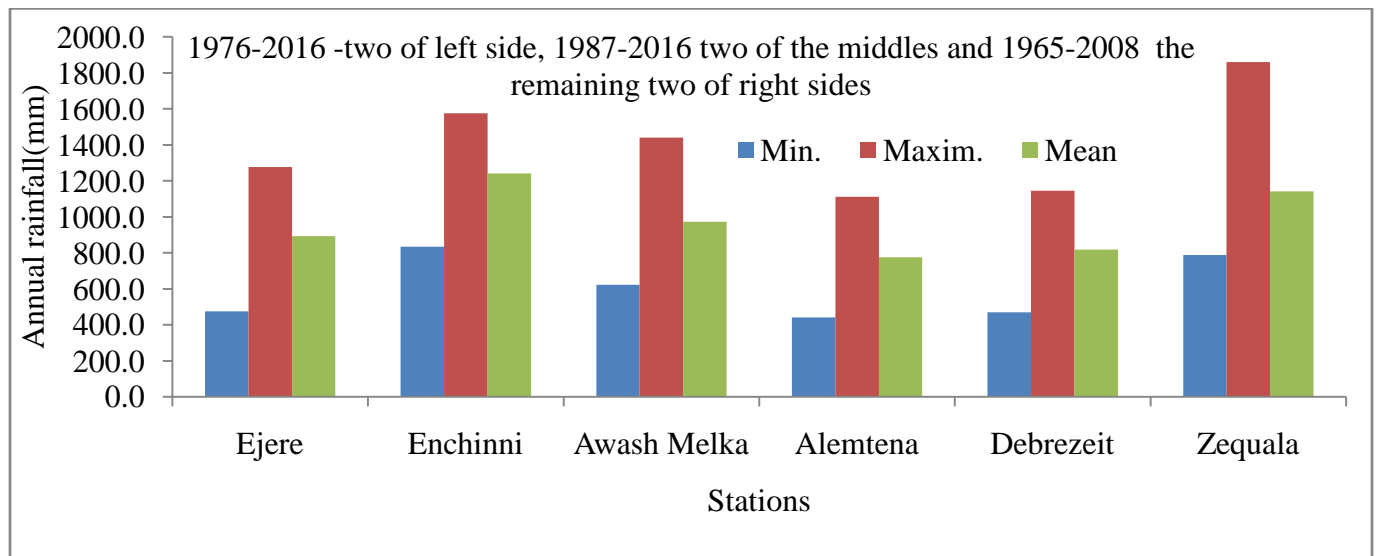 1976-2016 -two of left side, 1987-2016 two of the middles and 1965-2008 the
remaining two of right sides
Min. Maxim. Mean
Annual rainfall(mm)
2000.0
1800.0
1600.0
1400.0
1200.0
1000.0
800.0
600.0
400.0
200.0
0.0
Ejere Enchinni Awash Melka Alemtena Debrezeit Zequala
Stations